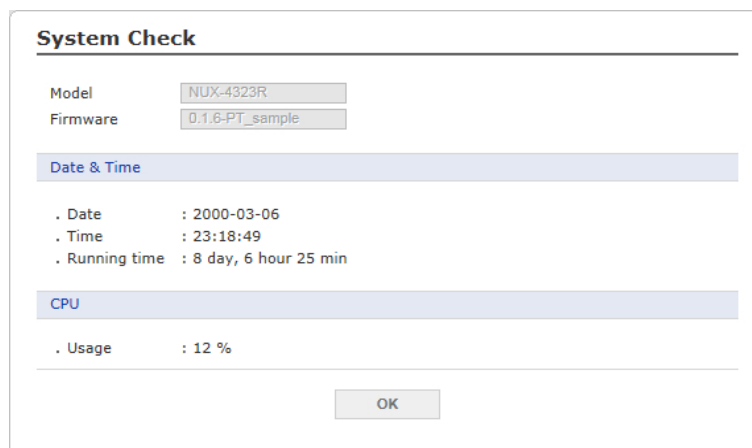 System Check
Model NUX-4323R
Firmware 0.1.6-PT_sample
Date & Time
. Date : 2000-03-06
. Time : 23:18:49
. Running time : 8 day, 6 hour 25 min
CPU
. Usage : 12 %
OK